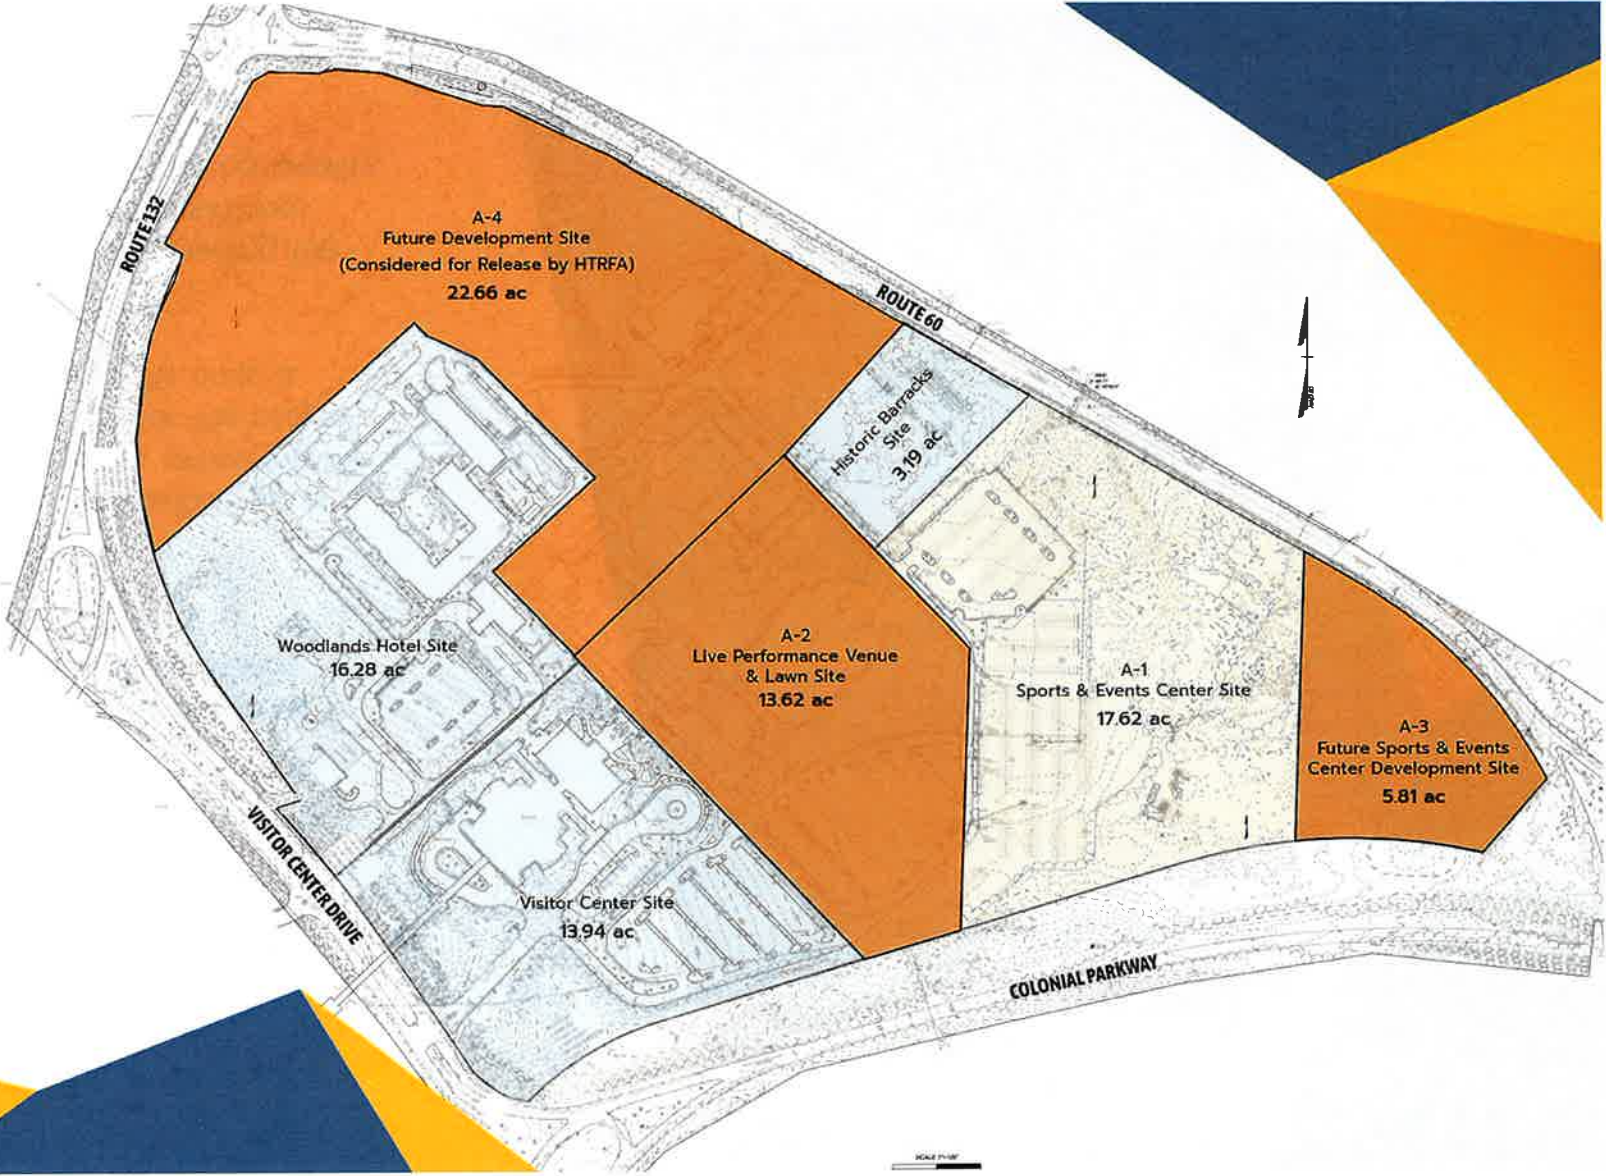 ROUTE 132
A-4
Future Development Site
(Considered for Release by HTRFA)
22.66 ac
ROUTE 60
Historic Barracks
Site
3.19 ac
Woodlands Hotel Site
16.28 ac
A-2
Live Performance Venue
& Lawn Site
13.62 ac
A-1
Sports & Events Center Site
17.62 ac
A-3
Future Sports & Events
Center Development Site
5.81 ac
VISITOR CENTER DRIVE
Visitor Center Site
13.94 ac
COLONIAL PARKWAY